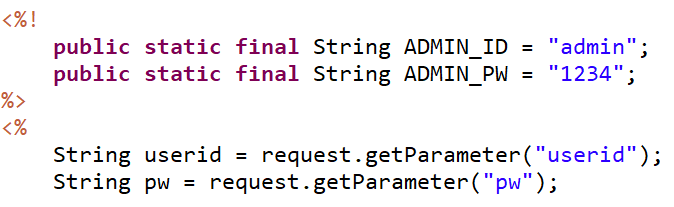 <%!
    public static final String ADMIN_ID = "admin";
    public static final String ADMIN_PW = "1234";
%>
<%
    String userid = request.getParameter("userid");
    String pw = request.getParameter("pw");